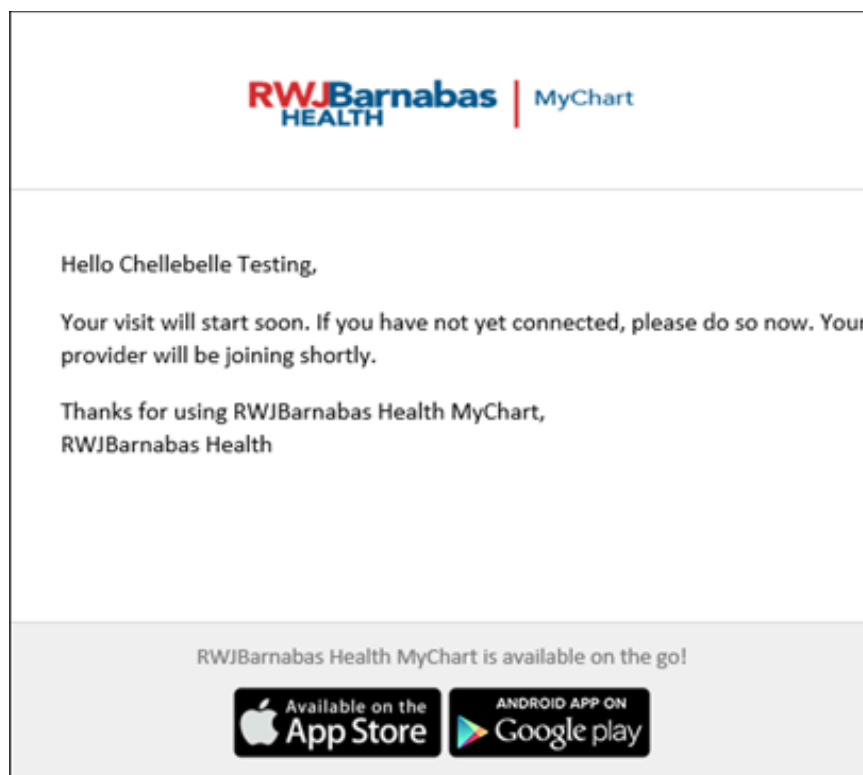 RWJBarnabas
HEALTH
MyChart
Hello Chellebelle Testing,
Your visit will start soon. If you have not yet connected, please do so now. Your
provider will be joining shortly.
Thanks for using RWJBarnabas Health MyChart,
RWJBarnabas Health
RWJBarnabas Health MyChart is available on the go!
Available on the
App Store
ANDROID APP ON
Google play